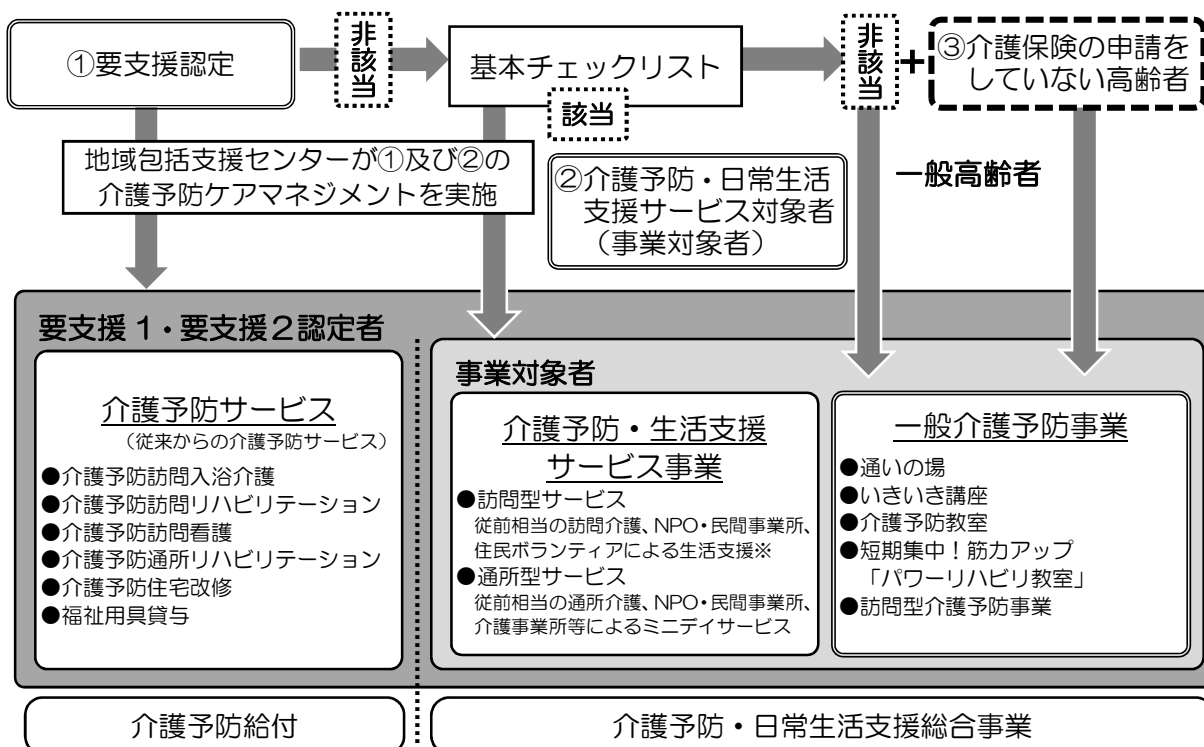 ①要支援認定
非該当
基本チェックリスト
該当
非該当
+
③介護保険の申請を
していない高齢者
地域包括支援センターが①及び②の
介護予防ケアマネジメントを実施
②介護予防・日常生活
支援サービス対象者
（事業対象者）
一般高齢者
要支援1・要支援2認定者
介護予防サービス
（従来からの介護予防サービス）
●介護予防訪問入浴介護
●介護予防訪問リハビリテーション
●介護予防訪問看護
●介護予防通所リハビリテーション
●介護予防住宅改修
●福祉用具貸与
事業対象者
介護予防・生活支援
サービス事業
●訪問型サービス
従前相当の訪問介護、NPO・民間事業所、
住民ボランティアによる生活支援※
●通所型サービス
従前相当の通所介護、NPO・民間事業所、
介護事業所等によるミニデイサービス
一般介護予防事業
●通いの場
●いきいき講座
●介護予防教室
●短期集中！筋力アップ
「パワーリハビリ教室」
●訪問型介護予防事業
介護予防給付
介護予防・日常生活支援総合事業